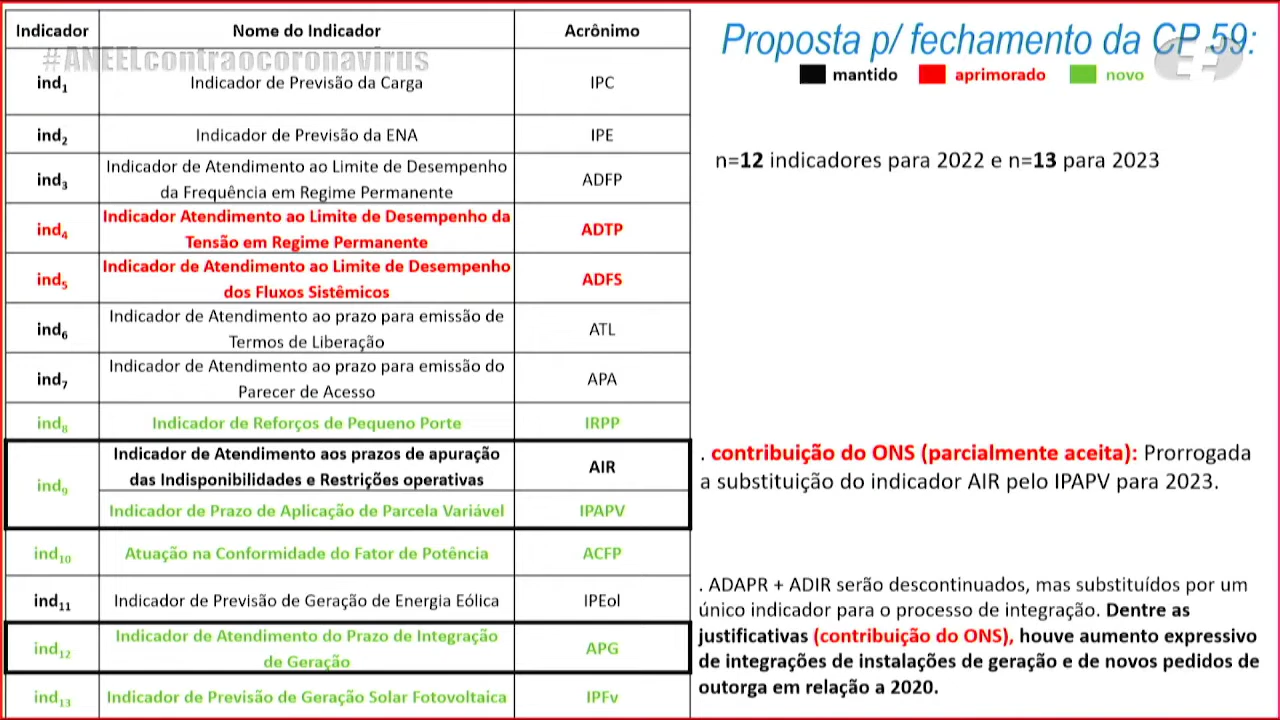 Indicador Nome do Indicador Acrônimo
#ANEELcontraocoronavirus
ind1 Indicador de Previsão da Carga IPC
ind2 Indicador de Previsão da ENA IPE
ind3 Indicador de Atendimento ao Limite de Desempenho
da Frequência em Regime Permanente ADFP
ind4 Indicador Atendimento ao Limite de Desempenho da
Tensão em Regime Permanente ADTP
ind5 Indicador de Atendimento ao Limite de Desempenho
dos Fluxos Sistêmicos ADFS
ind6 Indicador de Atendimento ao prazo para emissão de
Termos de Liberação ATL
ind7 Indicador de Atendimento ao prazo para emissão do
Parecer de Acesso APA
ind8 Indicador de Reforços de Pequeno Porte IRPP
ind9 Indicador de Atendimento aos prazos de apuração
das Indisponibilidades e Restrições operativas AIR
Indicador de Prazo de Aplicação de Parcela Variável IPAPV
ind10 Atuação na Conformidade do Fator de Potência ACFP
ind11 Indicador de Previsão de Geração de Energia Eólica IPEol
ind12 Indicador de Atendimento do Prazo de Integração
de Geração APG
ind13 Indicador de Previsão de Geração Solar Fotovoltaica IPFv
Proposta p/ fechamento da CP 59:
mantido aprimorado novo
n=12 indicadores para 2022 e n=13 para 2023
. contribuição do ONS (parcialmente aceita): Prorrogada
a substituição do indicador AIR pelo IPAPV para 2023.
. ADAPR + ADIR serão descontinuados, mas substituídos por um
único indicador para o processo de integração. Dentre as
justificativas (contribuição do ONS), houve aumento expressivo
de integrações de instalações de geração e de novos pedidos de
outorga em relação a 2020.